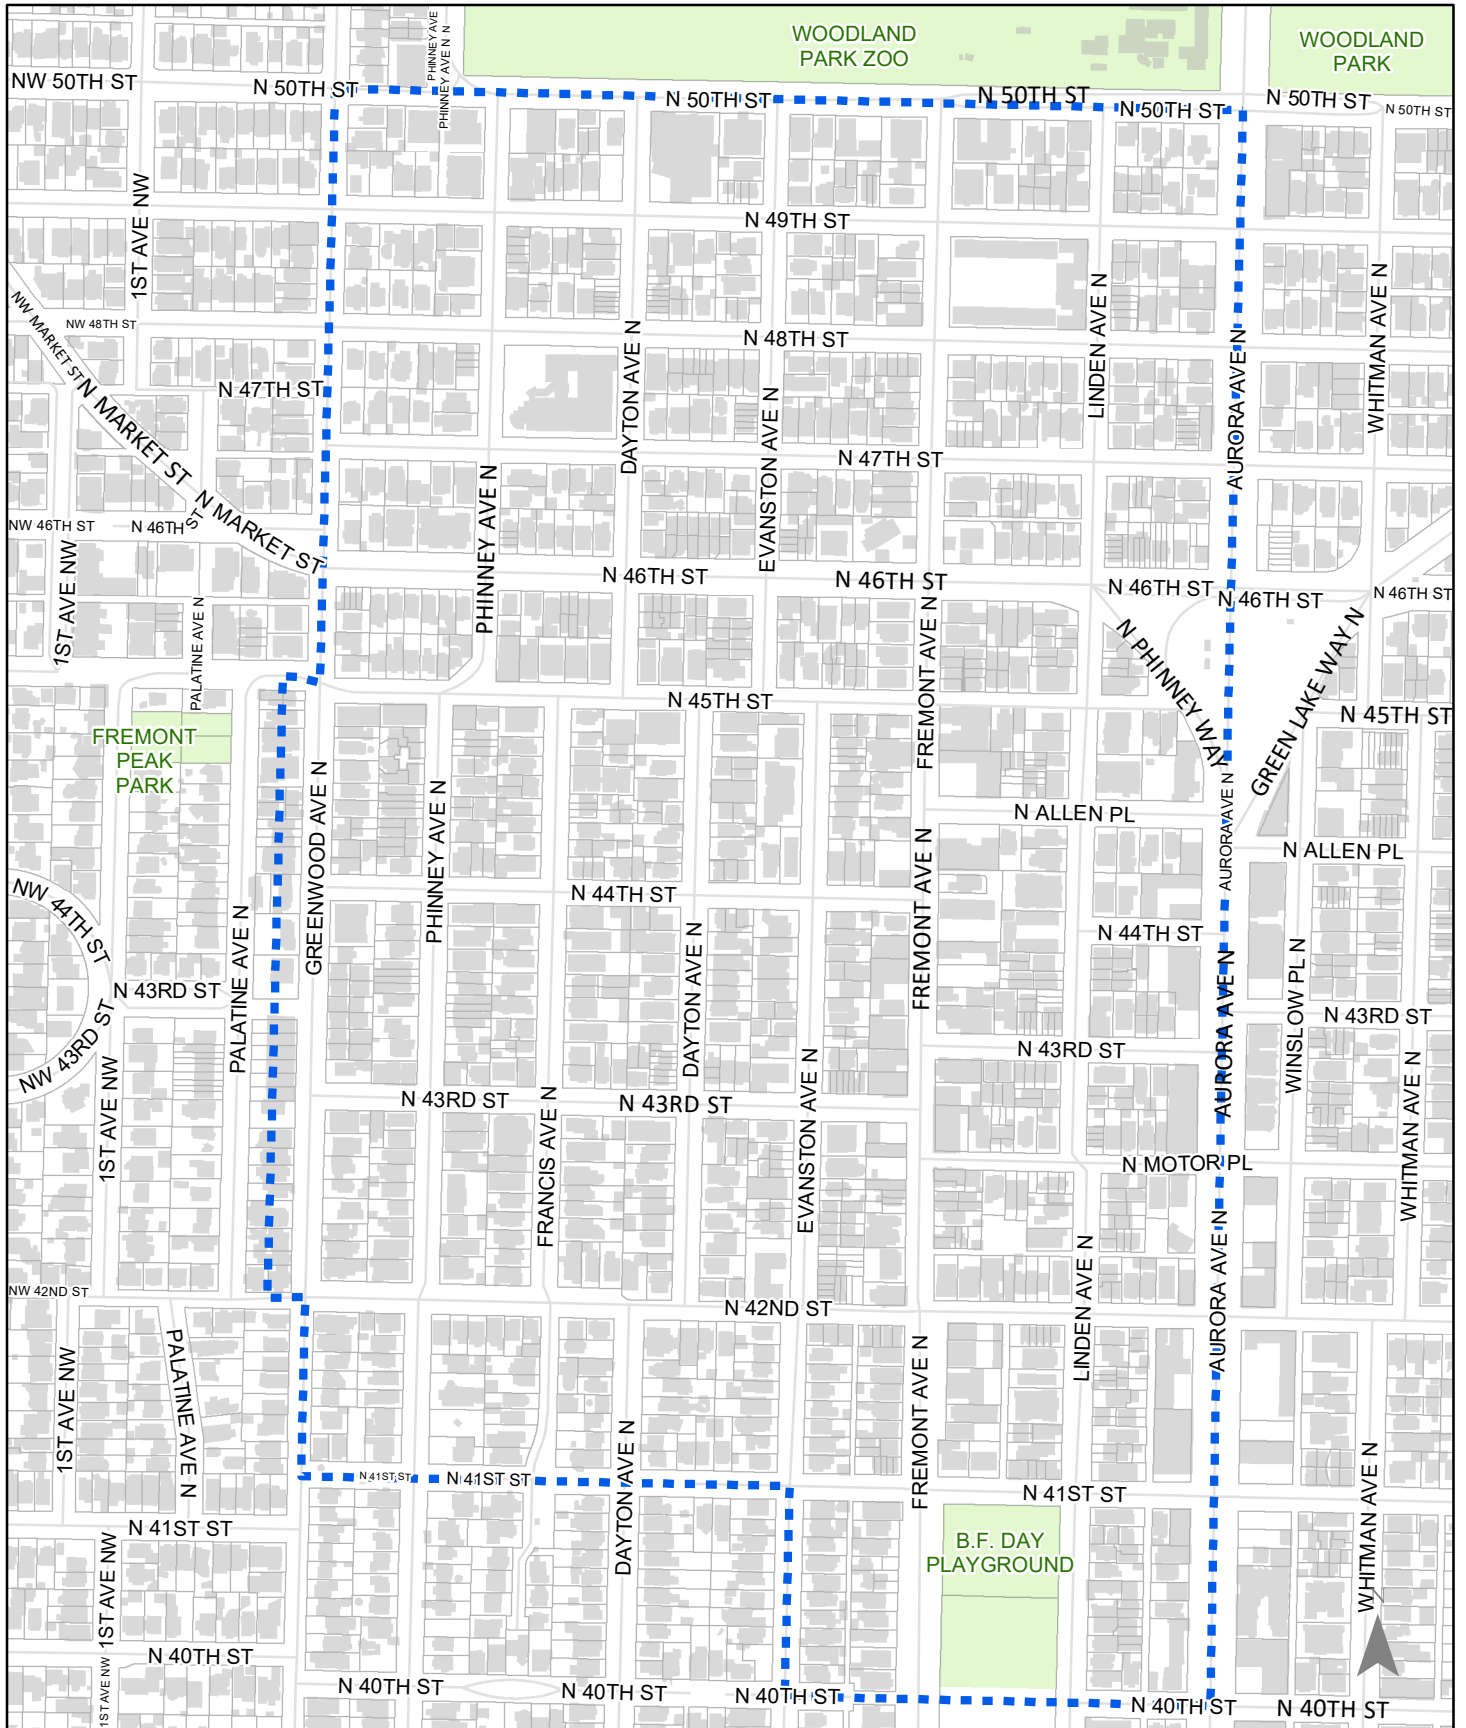 PHINNEY AVE N
PHINNEY AVE N
WOODLAND
PARK ZOO
WOODLAND
PARK
NW 50TH ST
N 50TH ST
N 50TH ST
N 50TH ST
N 50TH ST
N 50TH ST
N 50TH ST
1ST AVE NW
N 49TH ST
NW MARKET ST
NW 48TH ST
N 48TH ST
DAYTON AVE N
LINDEN AVE N
AURORA AVE N
WHITMAN AVE N
N 47TH ST
N MARKET ST
EVANSTON AVE N
N 47TH ST
PHINNEY AVE N
NW 46TH ST
N 46TH ST
N MARKET ST
1ST AVE NW
N 46TH ST
N 46TH ST
N 46TH ST
N 46TH ST
N 46TH ST
PALATINE AVE N
FREMONT AVE N
N PHINNEY WAY
GREEN LAKE WAY N
N 45TH ST
N 45TH ST
FREMONT
PEAK
PARK
GREENWOOD AVE N
PHINNEY AVE N
AURORA AVE N
N ALLEN PL
N ALLEN PL
FREMONT AVE N
NW 44TH ST
N 44TH ST
N 44TH ST
PALATINE AVE N
DAYTON AVE N
AURORA AVE N
WINSLOW PL N
N 43RD ST
N 43RD ST
NW 43RD ST
N 43RD ST
1ST AVE NW
EVANSTON AVE N
WHITMAN AVE N
N 43RD ST
N 43RD ST
FRANCIS AVE N
N MOTOR PL
AURORA AVE N
LINDEN AVE N
NW 42ND ST
N 42ND ST
PALATINE AVE N
1ST AVE NW
FREMONT AVE N
DAYTON AVE N
WHITMAN AVE N
N 41ST ST
N 41ST ST
N 41ST ST
N 41ST ST
1ST AVE NW
B.F. DAY
PLAYGROUND
N 40TH ST
1ST AVE NW
N 40TH ST
N 40TH ST
N 40TH ST
N 40TH ST
N 40TH ST